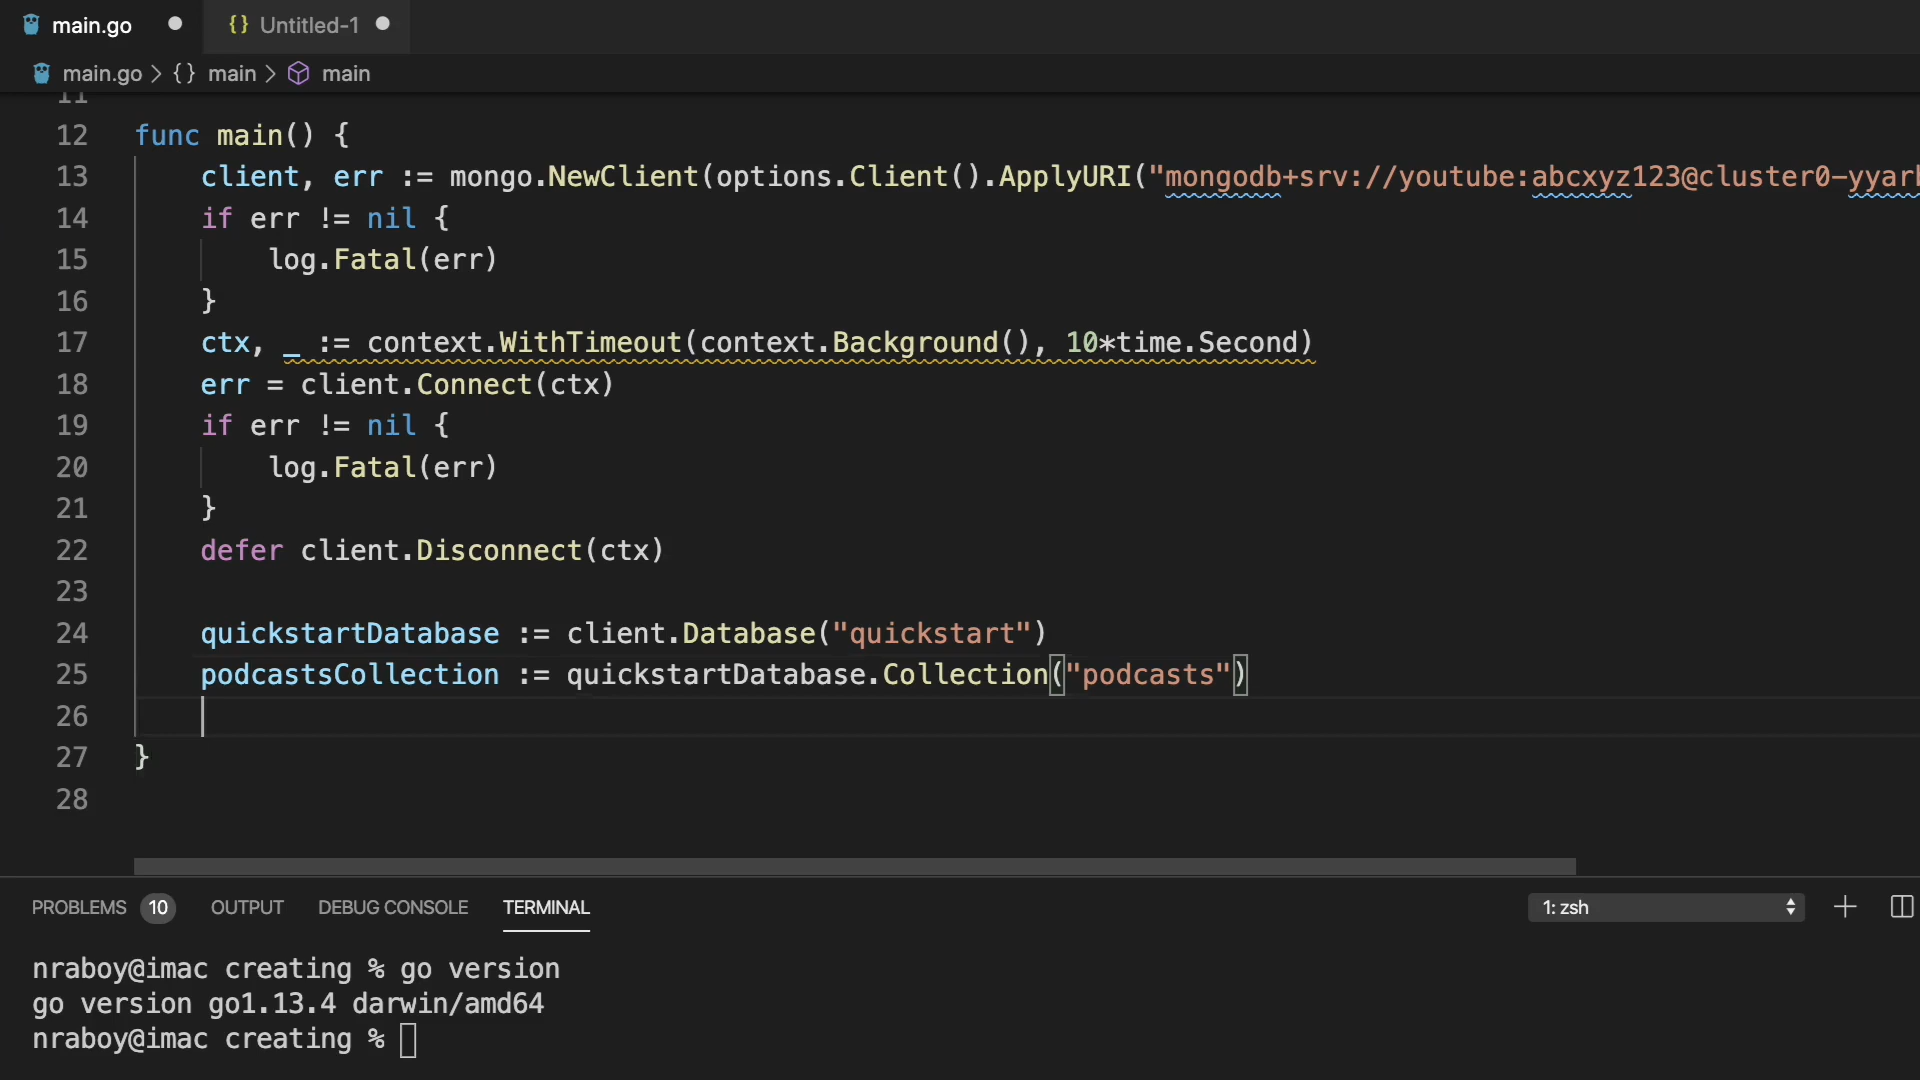 main.go
{} Untitled-1
main.go > {} main > main
11
12 func main() {
13 client, err := mongo.NewClient(options.Client().ApplyURI("mongodb+srv://youtube:abcxyz123@cluster0-yyar
14 if err != nil {
15 log.Fatal(err)
16 }
17 ctx, _ := context.WithTimeout(context.Background(), 10*time.Second)
18 err = client.Connect(ctx)
19 if err != nil {
20 log.Fatal(err)
21 }
22 defer client.Disconnect(ctx)
23
24 quickstartDatabase := client.Database("quickstart")
25 podcastsCollection := quickstartDatabase.Collection("podcasts")
26
27 }
28
PROBLEMS 10 OUTPUT DEBUG CONSOLE TERMINAL 1: zsh
nraboy@imac creating % go version
go version go1.13.4 darwin/amd64
nraboy@imac creating %